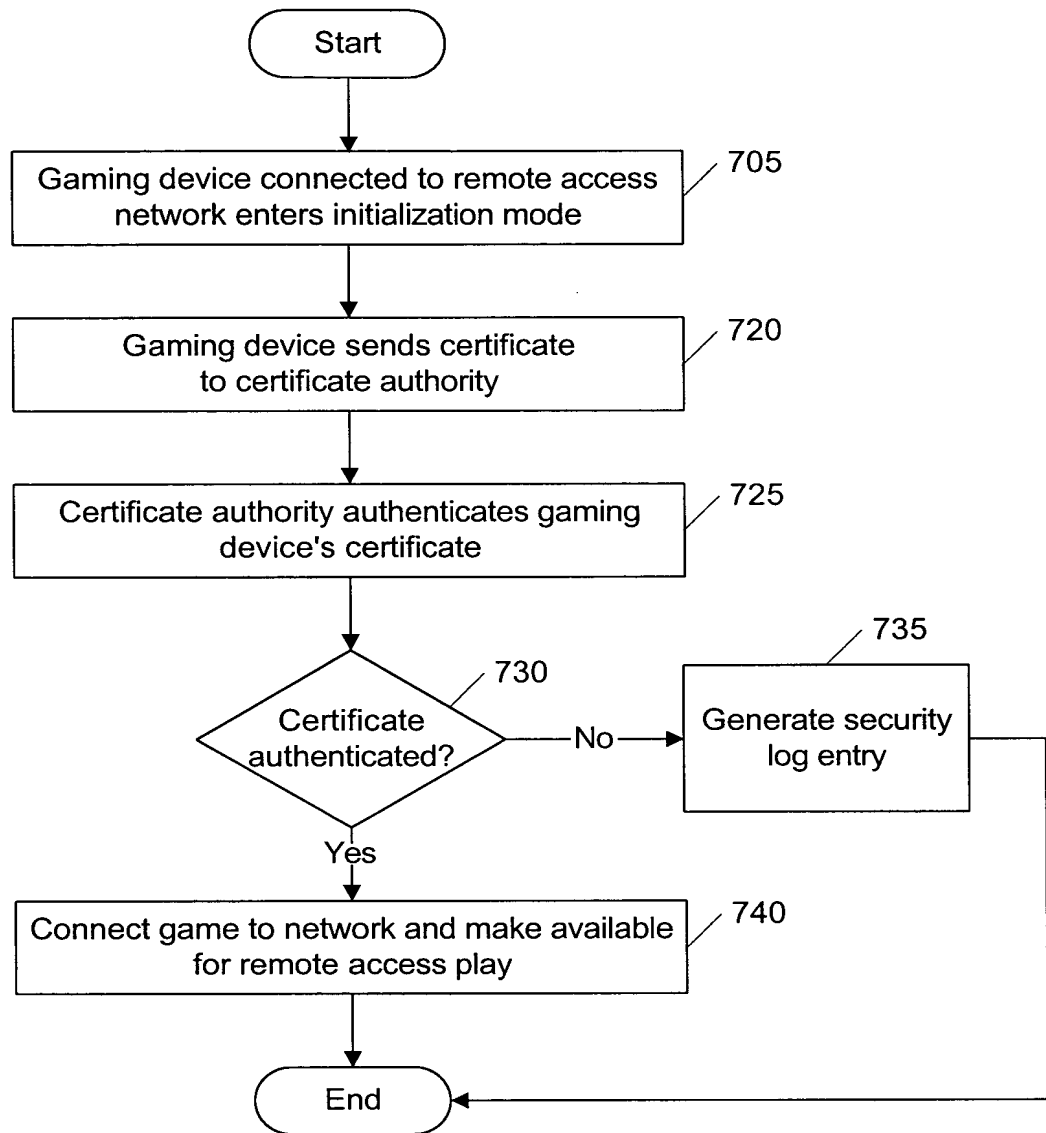 Start
Gaming device connected to remote access
network enters initialization mode
705
Gaming device sends certificate
to certificate authority
720
Certificate authority authenticates gaming
device's certificate
725
Certificate
authenticated?
730
No
Generate security
log entry
735
Yes
Connect game to network and make available
for remote access play
740
End